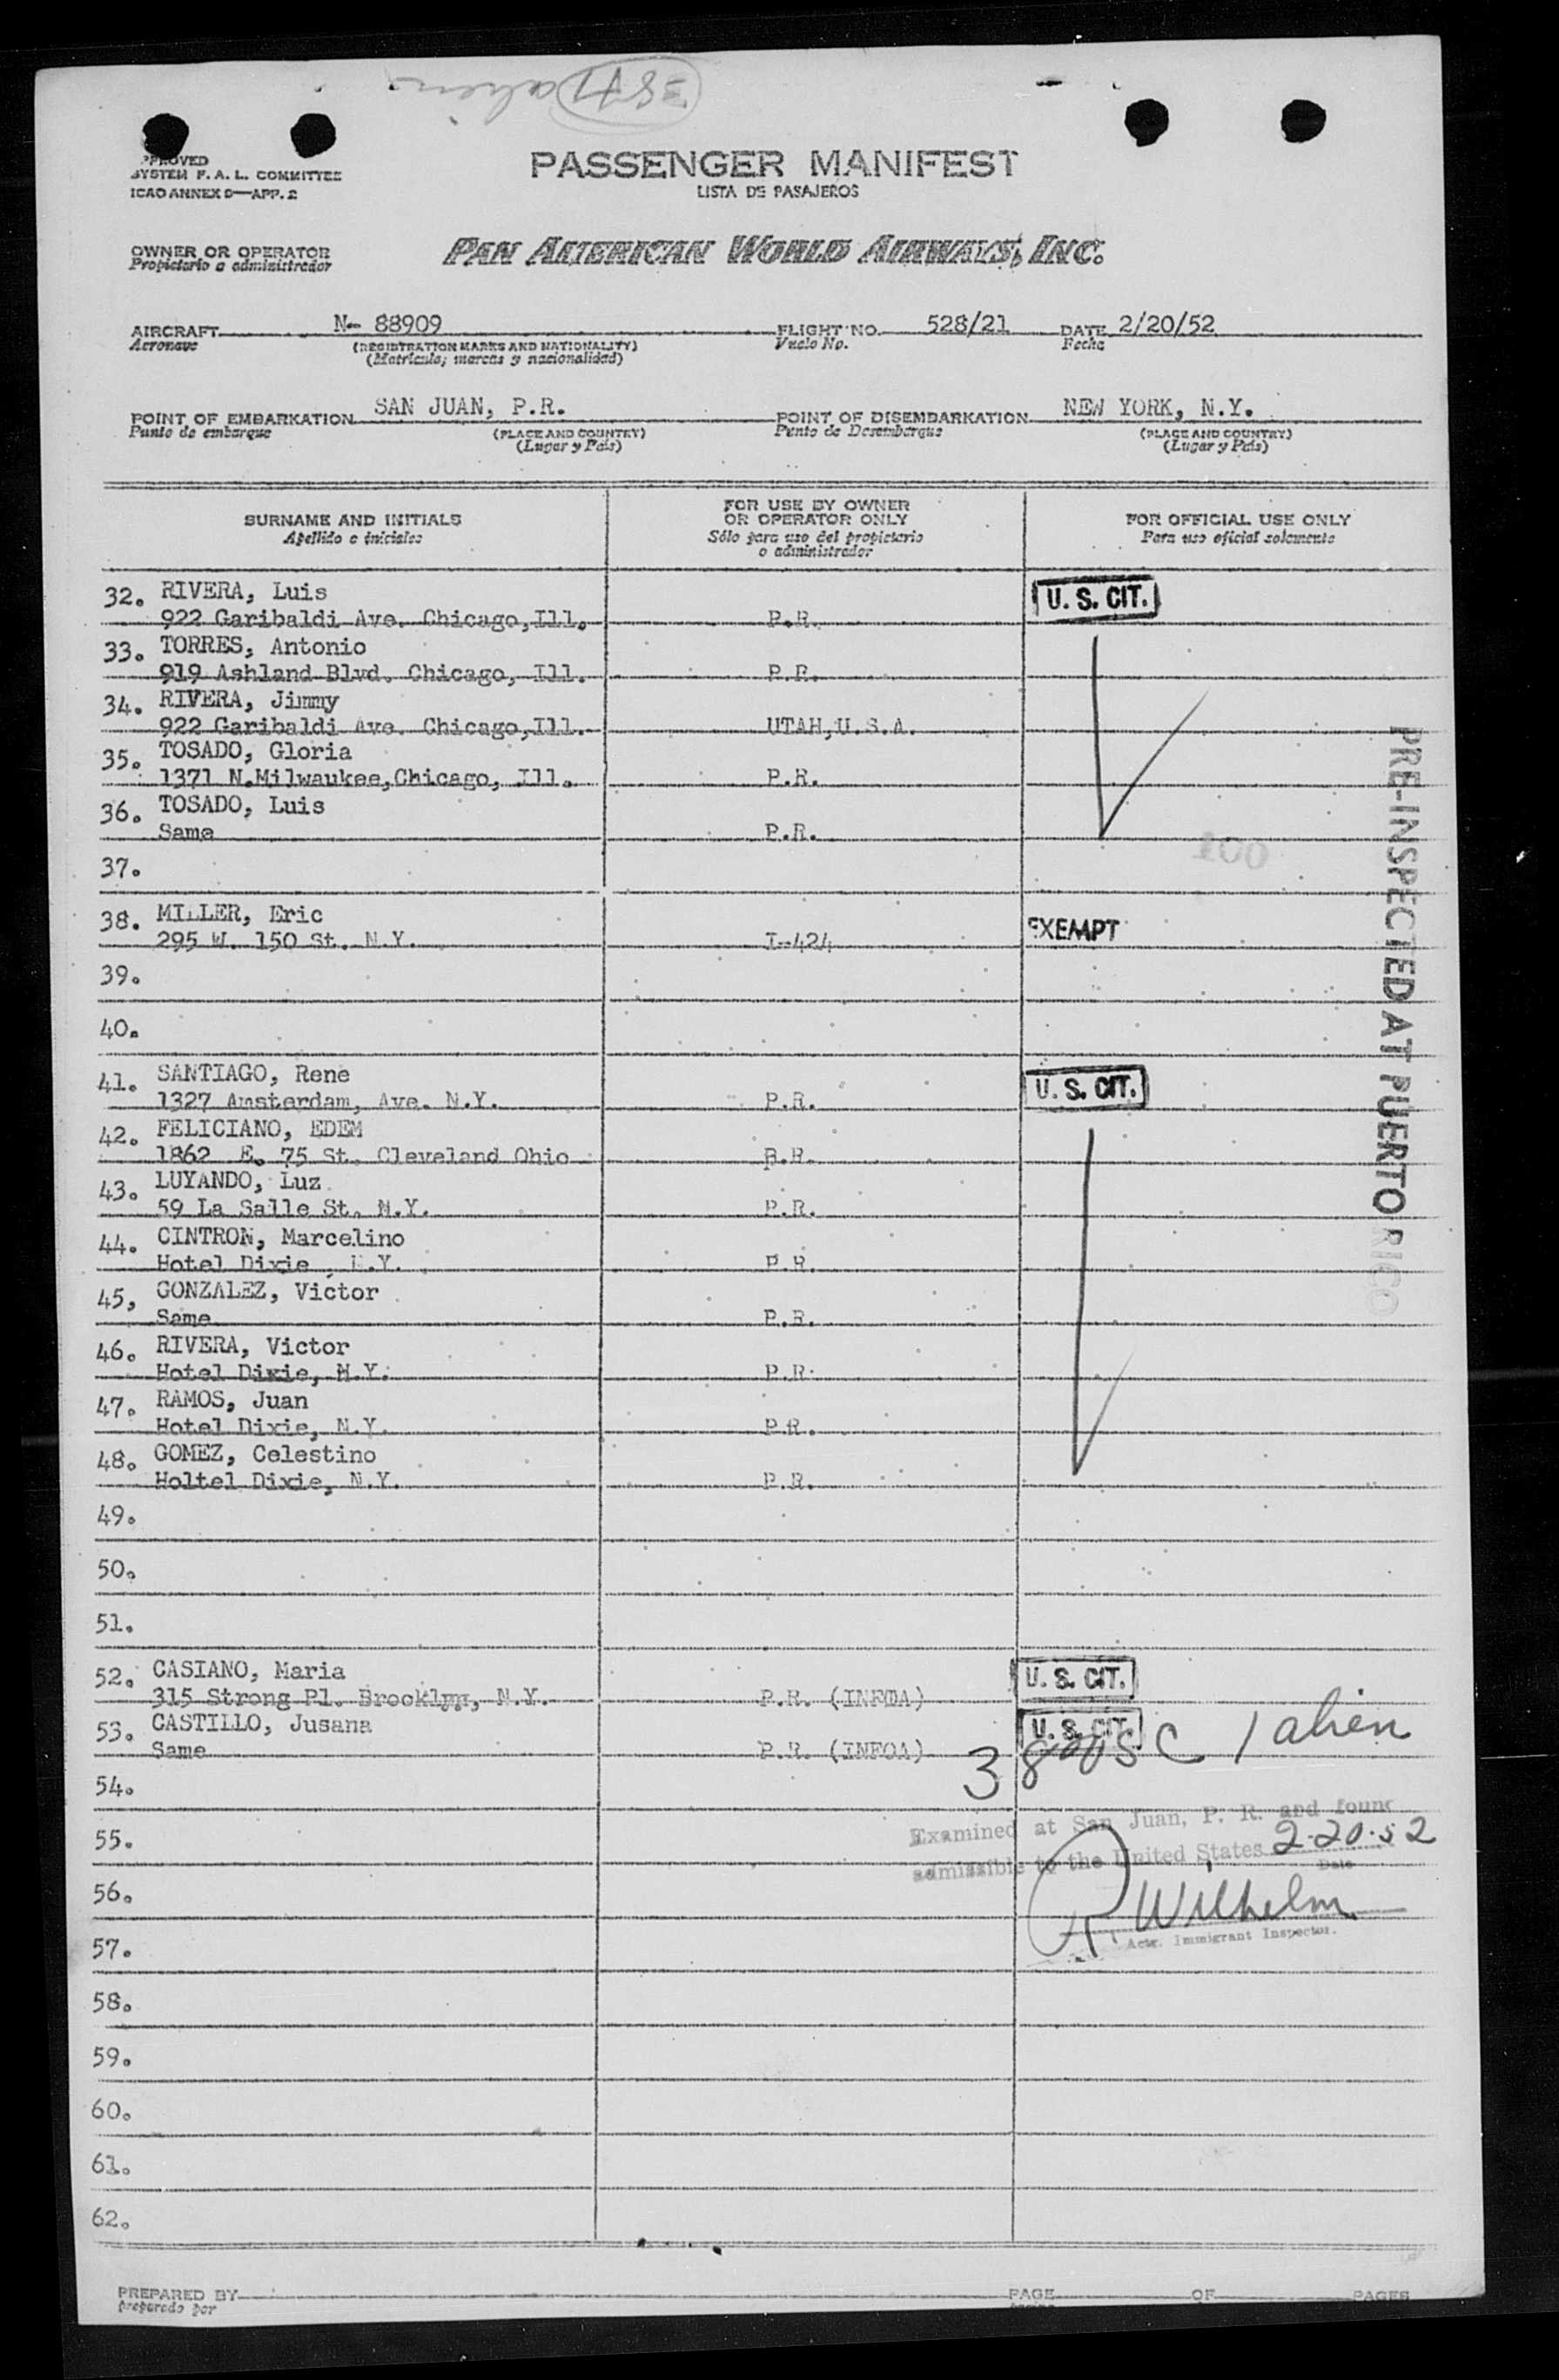 PASSENGER MANIFEST
LISTA DE PASAJEROS
SYSTEM F. A. L. COMMITTEE
ICAO ANNEX 9—APP. 2
OWNER OR OPERATOR
Propietario o administrador
PAN AMERICAN WORLD AIRWAYS, INC.
AIRCRAFT N- 88909 FLIGHT NO. 528/21 DATE 2/20/52
Aeronave (REGISTRATION MARKS AND NATIONALITY) Vuelo No. Fecha
(Matrícula, marcas y nacionalidad)
POINT OF EMBARKATION SAN JUAN, P.R. POINT OF DISEMBARKATION NEW YORK, N.Y.
Punto de embarque (PLACE AND COUNTRY) Punto de Desembarque (PLACE AND COUNTRY)
(Lugar y País) (Lugar y País)
SURNAME AND INITIALS
Apellido e iniciales
FOR USE BY OWNER
OR OPERATOR ONLY
Sólo para uso del propietario
o administrador
FOR OFFICIAL USE ONLY
Para uso oficial solamente
32. RIVERA, Luis U. S. CIT.
922 Garibaldi Ave. Chicago,Ill. P.R.
33. TORRES, Antonio
919 Ashland Blvd. Chicago, Ill. P.R.
34. RIVERA, Jimmy
922 Garibaldi Ave. Chicago,Ill. UTAH,U.S.A.
35. TOSADO, Gloria
1371 N.Milwaukee,Chicago, Ill. P.R.
36. TOSADO, Luis
Same P.R.
100
37.
38. MILLER, Eric EXEMPT
295 W. 150 St. N.Y. I-424
39.
40.
41. SANTIAGO, Rene U. S. CIT.
1327 Amsterdam, Ave. N.Y. P.R.
42. FELICIANO, EDEM
1862 E. 75 St. Cleveland Ohio P.R.
43. LUYANDO, Luz
59 La Salle St. N.Y. P.R.
44. CINTRON, Marcelino
Hotel Dixie , N.Y. P.R.
45, GONZALEZ, Victor
Same P.R.
46. RIVERA, Victor
Hotel Dixie, N.Y. P.R.
47. RAMOS, Juan
Hotel Dixie, N.Y. P.R.
48. GOMEZ, Celestino
Holtel Dixie, N.Y. P.R.
49.
50.
51.
52. CASIANO, Maria U. S. CIT.
315 Strong Pl. Brooklyn, N.Y. P.R. (INFOA)
53. CASTILLO, Jusana U. S. CIT.
Same P.R. (INFOA) 38 USC 1 alien
54.
Examined at San Juan, P. R. and found
55. admissible to the United States 2-20-52
Date
56.
R. Wilhelm
57. Actg. Immigrant Inspector.
58.
59.
60.
61.
62.
PREPARED BY PAGE OF PAGES
preparado por
PRE-INSPECTED AT PUERTO RICO